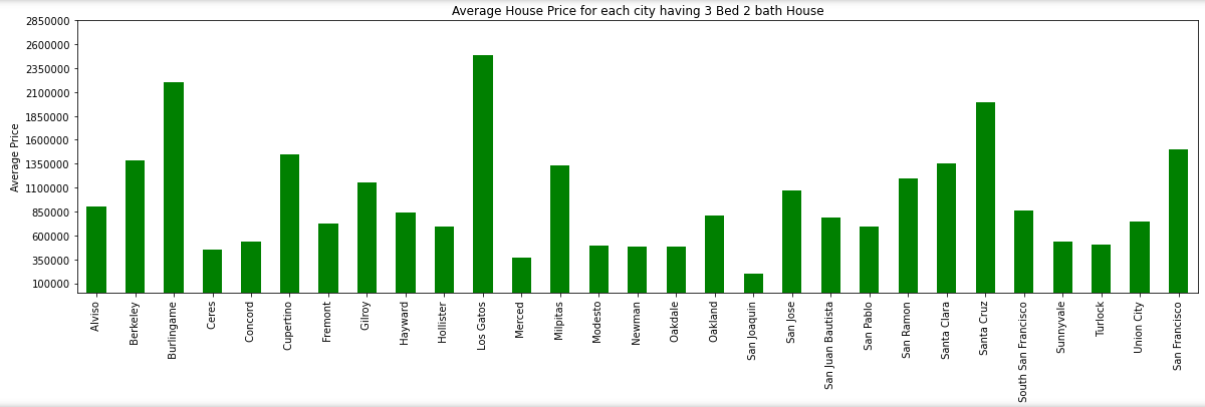 Average House Price for each city having 3 Bed 2 bath House
Average Price
2850000
2600000
2350000
2100000
1850000
1600000
1350000
1100000
850000
600000
350000
100000
Alviso
Berkeley
Burlingame
Ceres
Concord
Cupertino
Fremont
Gilroy
Hayward
Hollister
Los Gatos
Merced
Milpitas
Modesto
Newman
Oakdale
Oakland
San Joaquin
San Jose
San Juan Bautista
San Pablo
San Ramon
Santa Clara
Santa Cruz
South San Francisco
Sunnyvale
Turlock
Union City
San Francisco